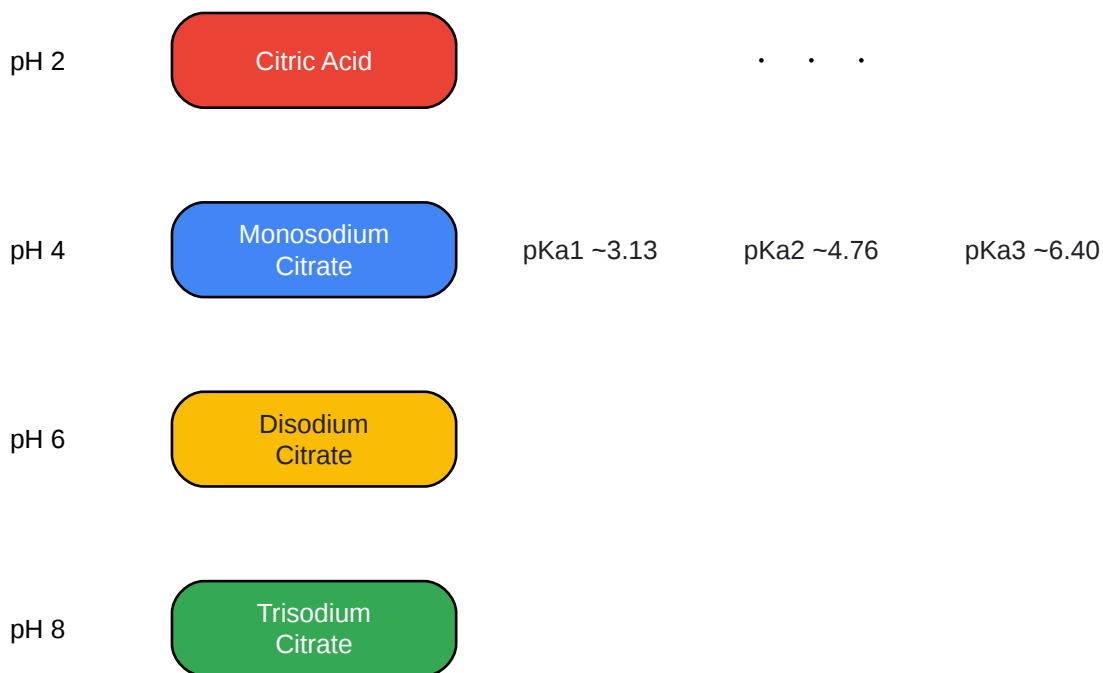 pH 2
Citric Acid
. . .
pH 4
Monosodium
Citrate
pKa1 ~3.13
pKa2 ~4.76
pKa3 ~6.40
pH 6
Disodium
Citrate
pH 8
Trisodium
Citrate